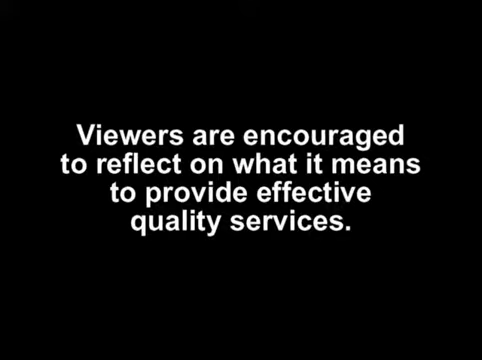 Viewers are encouraged
to reflect on what it means
to provide effective
quality services.